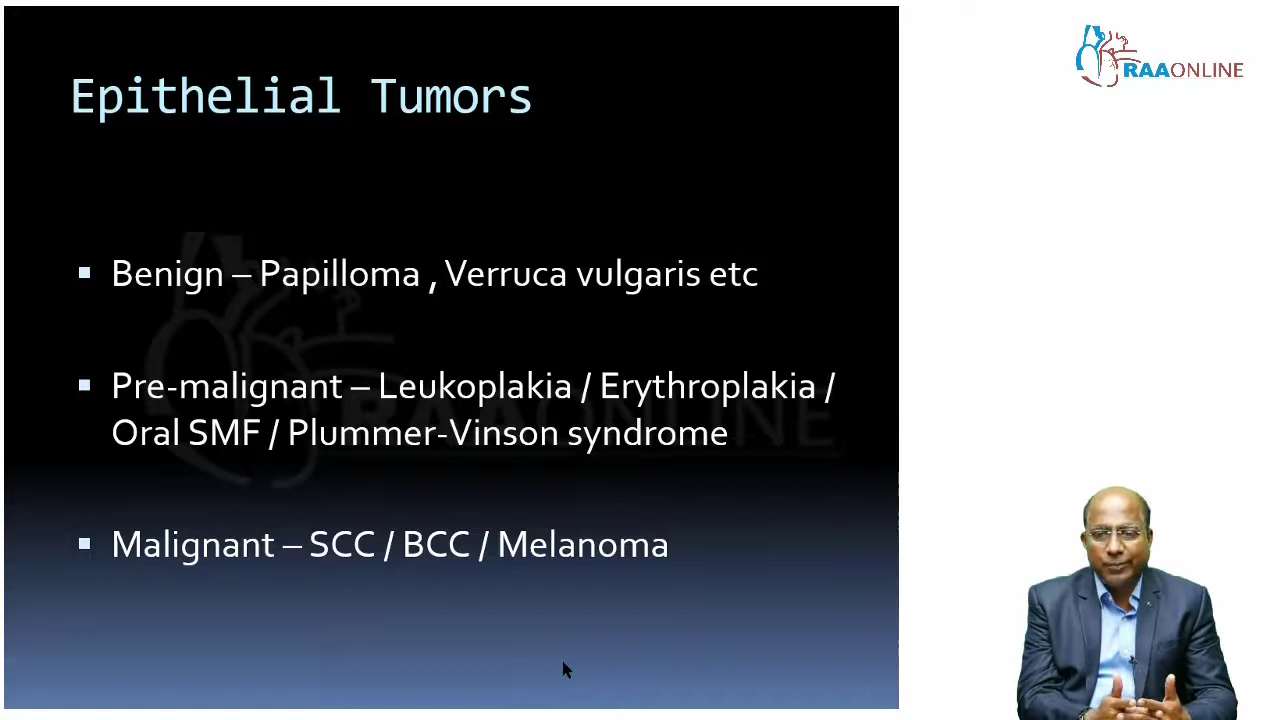 Epithelial Tumors
RAAONLINE
▪ Benign – Papilloma , Verruca vulgaris etc
▪ Pre-malignant – Leukoplakia / Erythroplakia /
Oral SMF / Plummer-Vinson syndrome
▪ Malignant – SCC / BCC / Melanoma
RAAONLINE